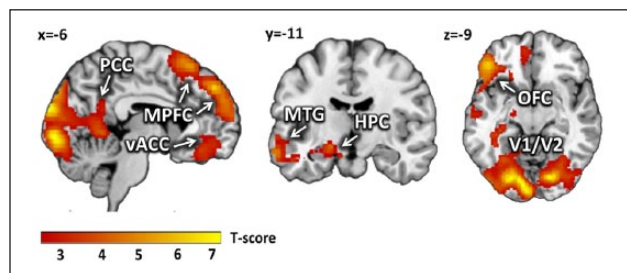 x=-6
y=-11
z=-9
PCC
MPFC
vACC
MTG
HPC
OFC
V1/V2
T-score
3 4 5 6 7